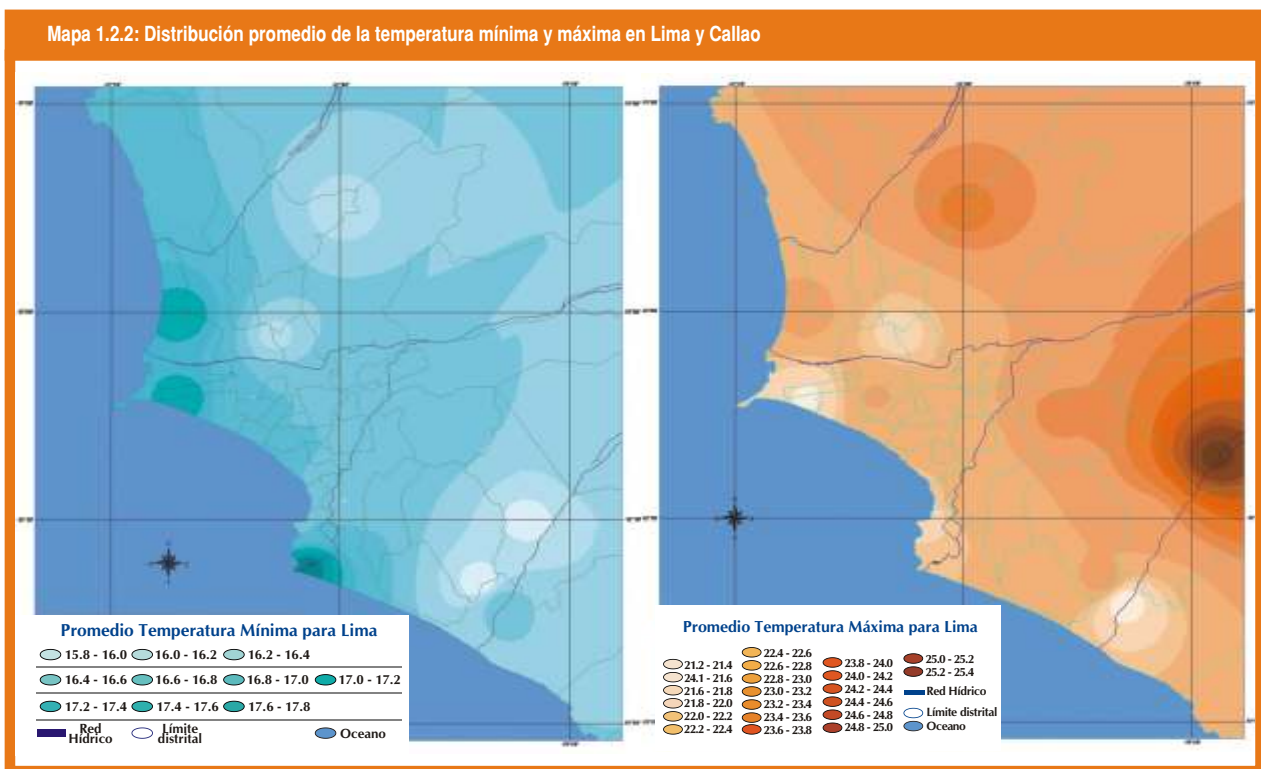 Mapa 1.2.2: Distribución promedio de la temperatura mínima y máxima en Lima y Callao
Promedio Temperatura Mínima para Lima
15.8 - 16.0 16.0 - 16.2 16.2 - 16.4
16.4 - 16.6 16.6 - 16.8 16.8 - 17.0 17.0 - 17.2
17.2 - 17.4 17.4 - 17.6 17.6 - 17.8
Red Hídrico
Límite distrital
Oceano
Promedio Temperatura Máxima para Lima
21.2 - 21.4
24.1 - 21.6
21.6 - 21.8
21.8 - 22.0
22.0 - 22.2
22.2 - 22.4
22.4 - 22.6
22.6 - 22.8
22.8 - 23.0
23.0 - 23.2
23.2 - 23.4
23.4 - 23.6
23.6 - 23.8
23.8 - 24.0
24.0 - 24.2
24.2 - 24.4
24.4 - 24.6
24.6 - 24.8
24.8 - 25.0
25.0 - 25.2
25.2 - 25.4
Red Hídrico
Límite distrital
Oceano